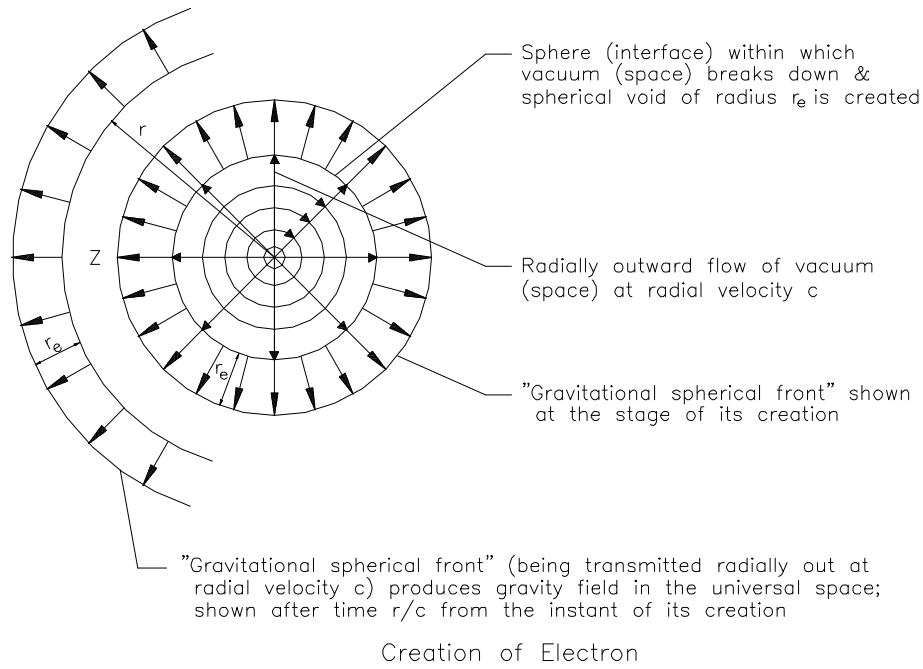 Sphere (interface) within which
vacuum (space) breaks down &
spherical void of radius re is created
r
Z
Radially outward flow of vacuum
(space) at radial velocity c
re
re
"Gravitational spherical front" shown
at the stage of its creation
"Gravitational spherical front" (being transmitted radially out at
radial velocity c) produces gravity field in the universal space;
shown after time r/c from the instant of its creation
Creation of Electron